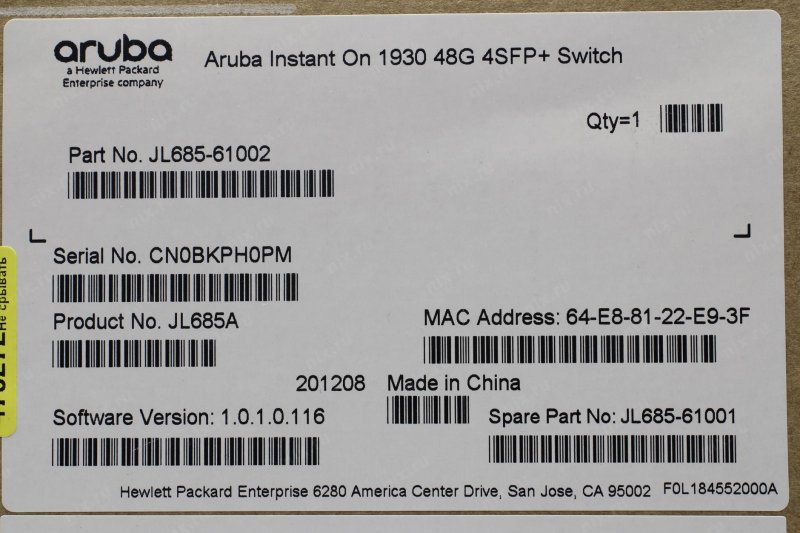 aruba
a Hewlett Packard
Enterprise company
Aruba Instant On 1930 48G 4SFP+ Switch
Qty=1
Part No. JL685-61002
Serial No. CN0BKPH0PM
Product No. JL685A
MAC Address: 64-E8-81-22-E9-3F
201208 Made in China
Software Version: 1.0.1.0.116
Spare Part No: JL685-61001
Hewlett Packard Enterprise 6280 America Center Drive, San Jose, CA 95002 F0L184552000A
Не срывать